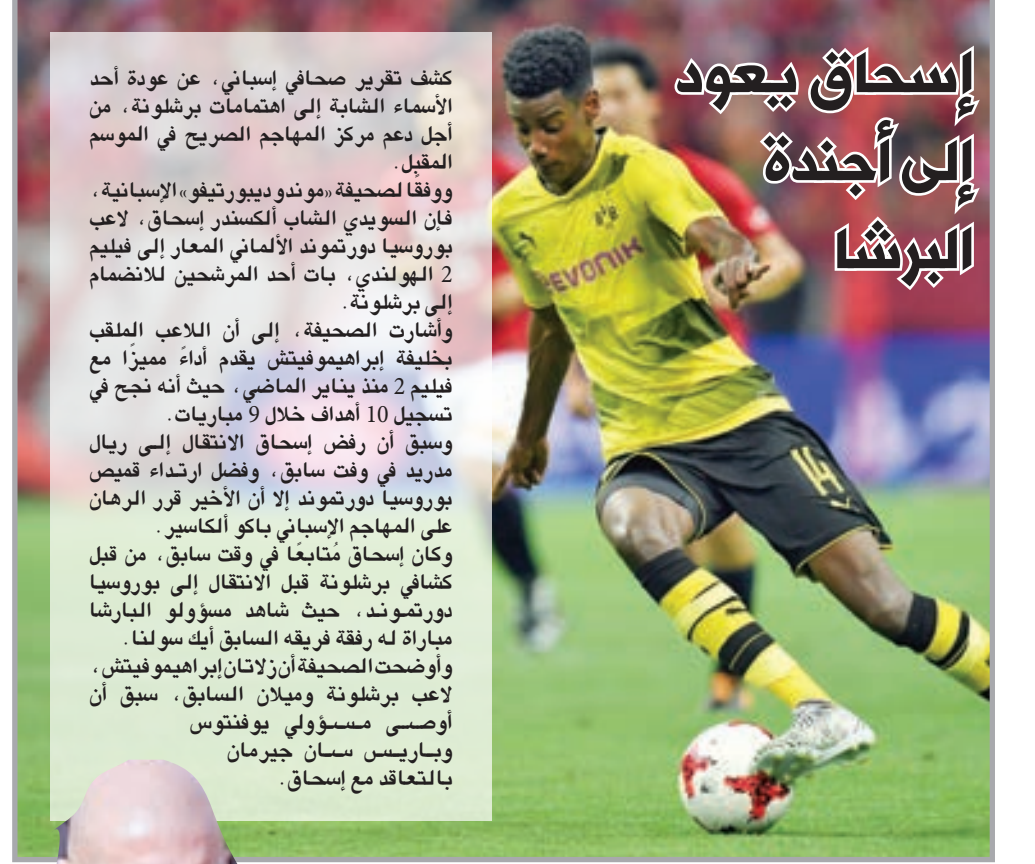 إسحاق يعود
إلى أجندة
البرشا
كشف تقرير صحافي إسباني، عن عودة أحد
الأسماء الشابة إلى اهتمامات برشلونة، من
أجل دعم مركز المهاجم الصريح في الموسم
المقبِل.
ووفقًا لصحيفة «موندو ديبورتيفو» الإسبانية،
فإن السويدي الشاب ألكسندر إسحاق، لاعب
بوروسيا دورتموند الألماني المعار إلى فيليم
2 الهولندي، بات أحد المرشحين للانضمام
إلى برشلونة.
وأشارت الصحيفة، إلى أن اللاعب الملقب
بخليفة إبراهيموفيتش يقدم أداءً مميزًا مع
فيليم 2 منذ يناير الماضي، حيث أنه نجح في
تسجيل 10 أهداف خلال 9 مباريات.
وسبق أن رفض إسحاق الانتقال إلى ريال
مدريد في وفت سابق، وفضل ارتداء قميص
بوروسيا دورتموند إلا أن الأخير قرر الرهان
على المهاجم الإسباني باكو ألكاسير.
وكان إسحاق مُتابعًا في وقت سابق، من قبل
كشافي برشلونة قبل الانتقال إلى بوروسيا
دورتموند، حيث شاهد مسؤولو البارشا
مباراة له رفقة فريقه السابق أيك سولنا.
وأوضحت الصحيفة أن زلاتان إبراهيموفيتش،
لاعب برشلونة وميلان السابق، سبق أن
أوصى مسؤولي يوفنتوس
وباريس سان جيرمان
بالتعاقد مع إسحاق.
EVONIK
BVB
09
14